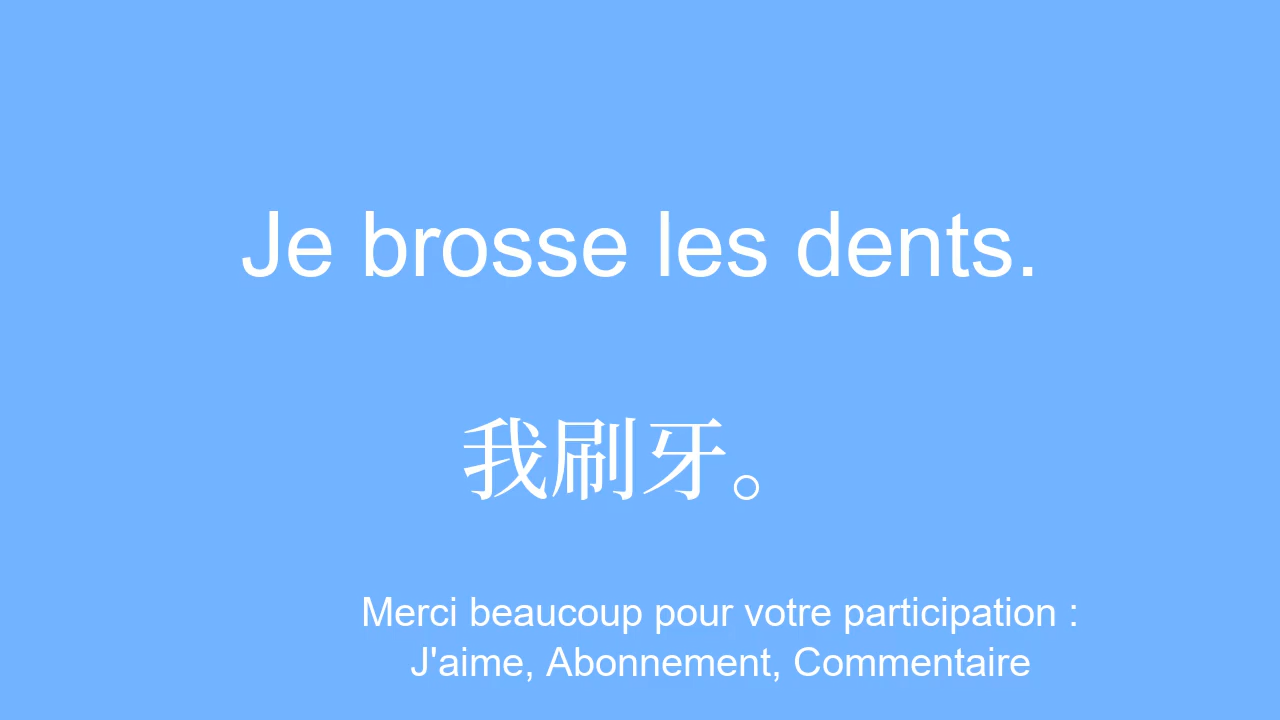 Je brosse les dents.
我刷牙。
Merci beaucoup pour votre participation :
J'aime, Abonnement, Commentaire